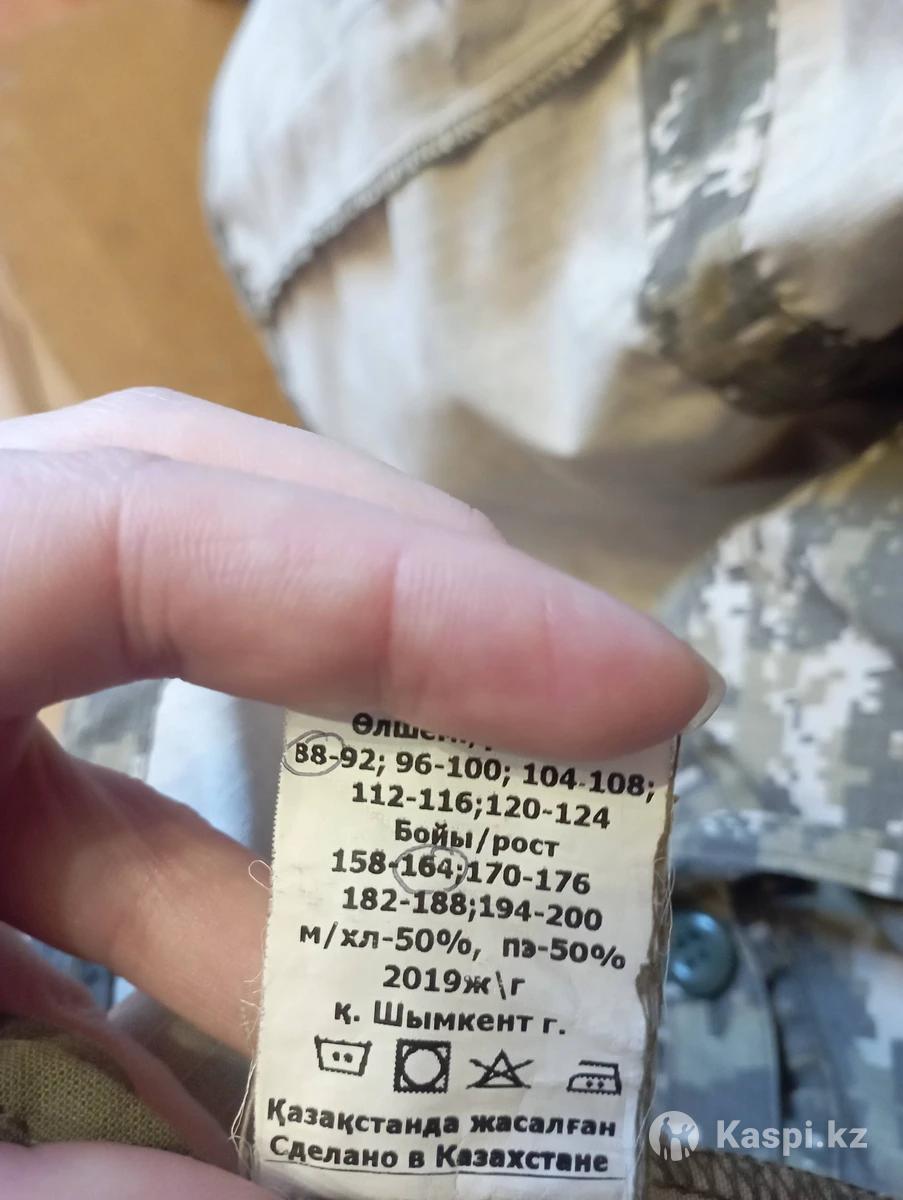 88-92; 96-100; 104-108;
112-116;120-124
Бойы/рост
158-164;170-176
182-188;194-200
м/хл-50%, пэ-50%
2019ж\г
қ. Шымкент г.
Қазақстанда жасалған
Сделано в Казахстане
Kaspi.kz